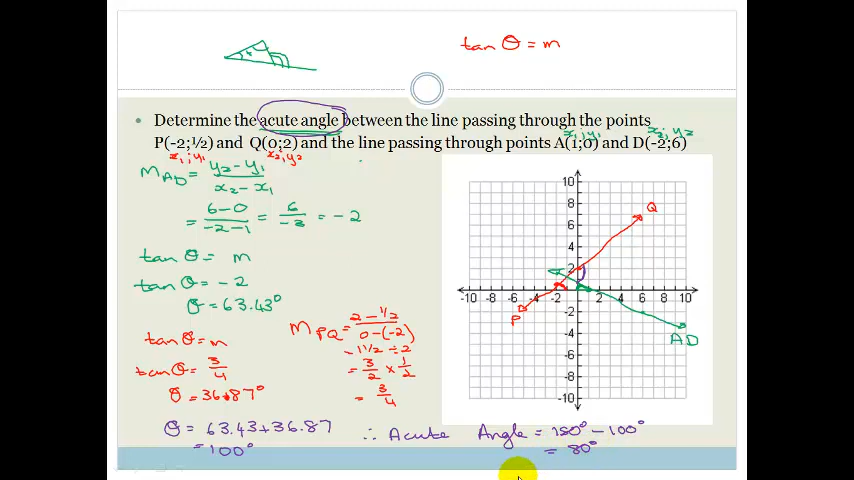 tan θ = m
• Determine the acute angle between the line passing through the points
P(-2;½) and Q(0;2) and the line passing through points A(1;0) and D(-2;6)
x₁;y₁ x₂;y₂ x₁;y₁ x₂;y₂
M_AD = y₂ - y₁ / x₂ - x₁
= 6-0 / -2-1 = 6 / -3 = -2
tan θ = m
tan θ = -2
θ = 63.43°
tan θ = m
tan θ = 3/4
θ = 36.87°
M_PQ = 2 - 1/2 / 0-(-2)
= 1 1/2 ÷ 2
= 3/2 × 1/2
= 3/4
θ = 63.43+36.87
= 100°
∴ Acute Angle = 180° - 100°
= 80°
10
8
6
4
2
-10 -8 -6 -4 -2 2 4 6 8 10
-2
-4
-6
-8
-10
Q
P
AD